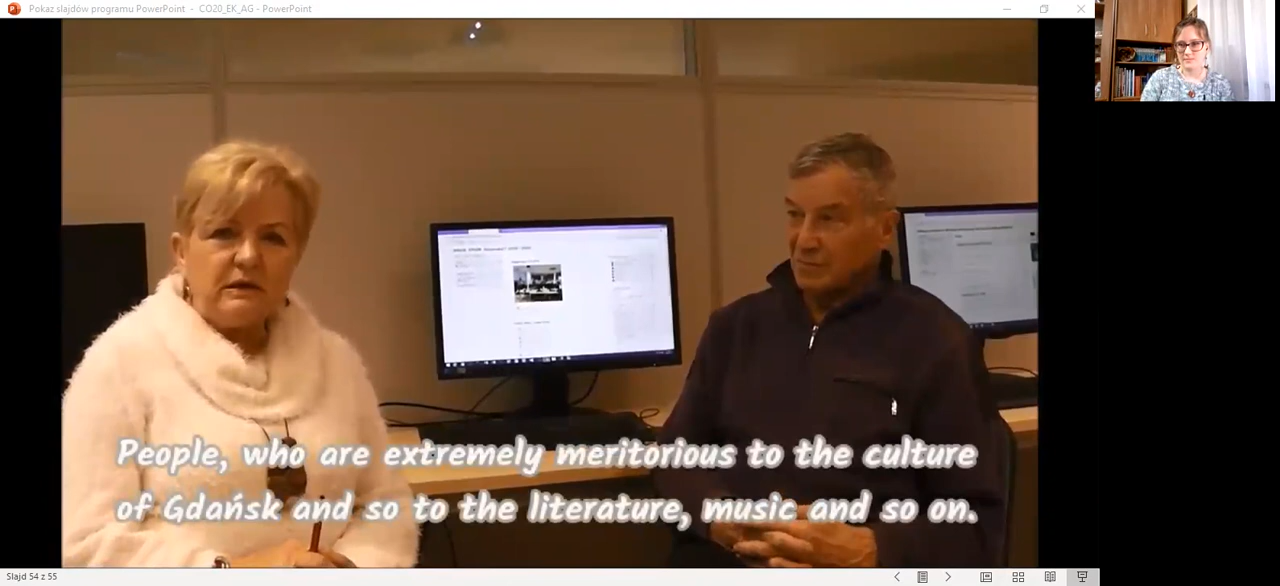 Pokaz slajdów programu PowerPoint - CO20_EK_AG - PowerPoint
People, who are extremely meritorious to the culture
of Gdańsk and so to the literature, music and so on.
Slajd 54 z 55